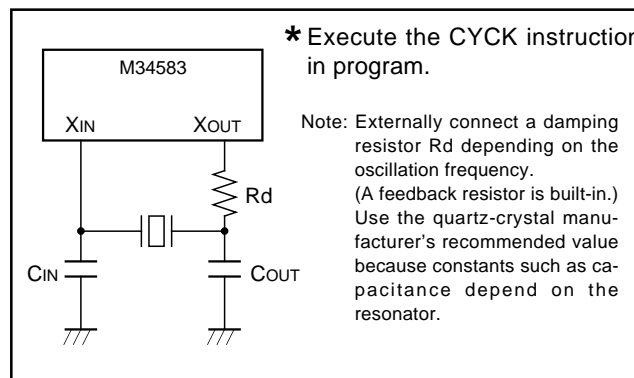 M34583
XIN XOUT
Rd
CIN COUT
* Execute the CYCK instruction
in program.
Note: Externally connect a damping
resistor Rd depending on the
oscillation frequency.
(A feedback resistor is built-in.)
Use the quartz-crystal manu-
facturer's recommended value
because constants such as ca-
pacitance depend on the
resonator.